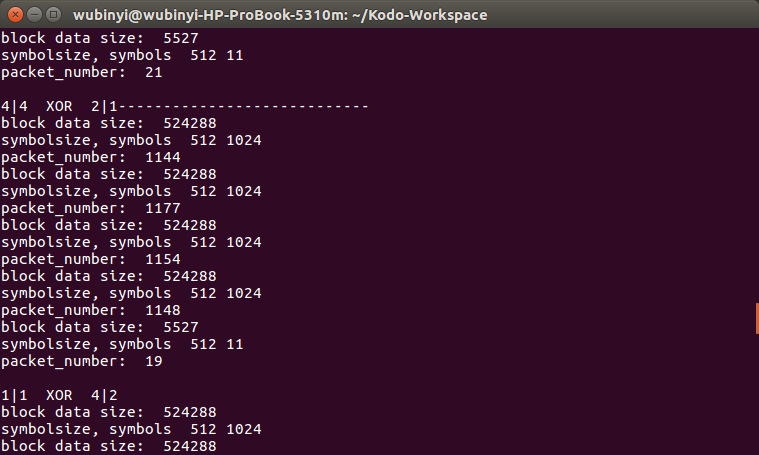 wubinyi@wubinyi-HP-ProBook-5310m: ~/Kodo-Workspace
block data size:  5527
symbolsize, symbols  512 11
packet_number:  21

4|4  XOR  2|1----------------------------
block data size:  524288
symbolsize, symbols  512 1024
packet_number:  1144
block data size:  524288
symbolsize, symbols  512 1024
packet_number:  1177
block data size:  524288
symbolsize, symbols  512 1024
packet_number:  1154
block data size:  524288
symbolsize, symbols  512 1024
packet_number:  1148
block data size:  5527
symbolsize, symbols  512 11
packet_number:  19

1|1  XOR  4|2
block data size:  524288
symbolsize, symbols  512 1024
block data size:  524288